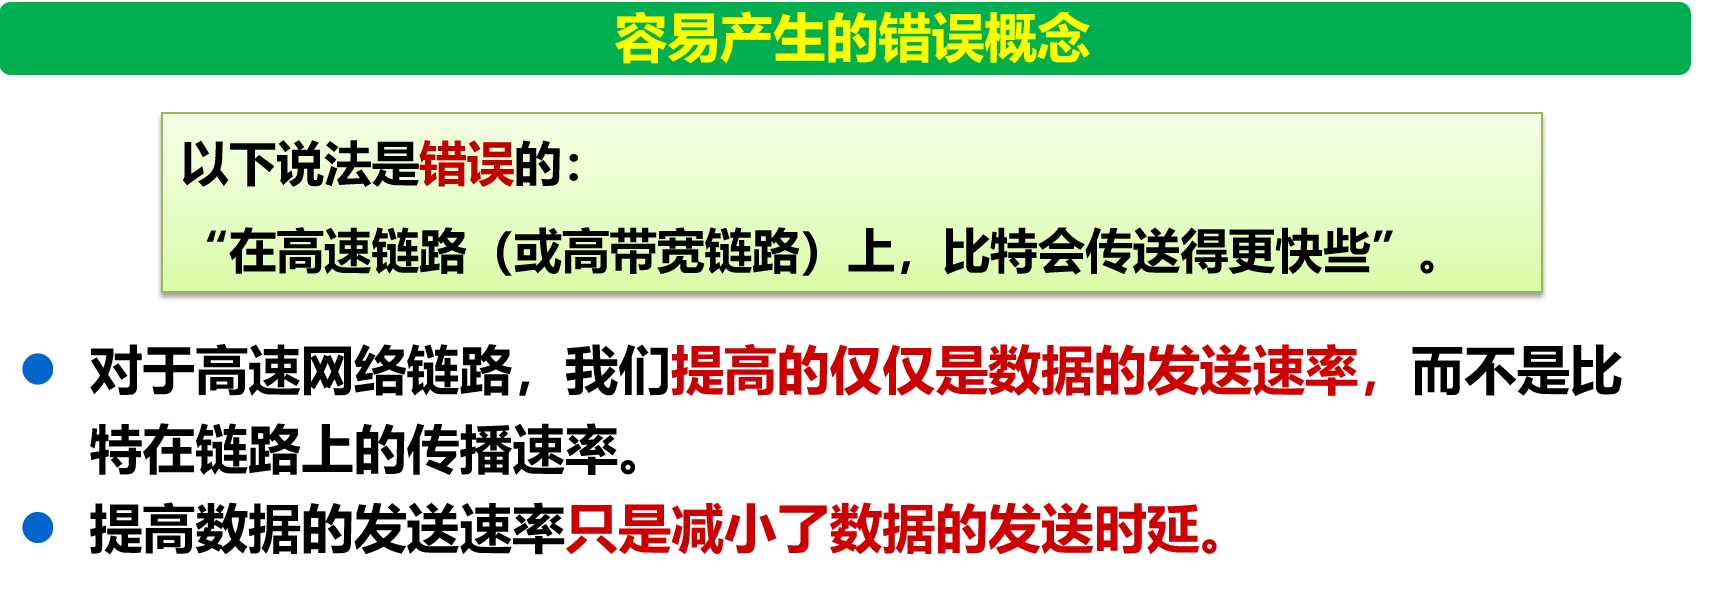 容易产生的错误概念
以下说法是错误的：
“在高速链路（或高带宽链路）上，比特会传送得更快些”。
对于高速网络链路，我们提高的仅仅是数据的发送速率，而不是比
特在链路上的传播速率。
提高数据的发送速率只是减小了数据的发送时延。